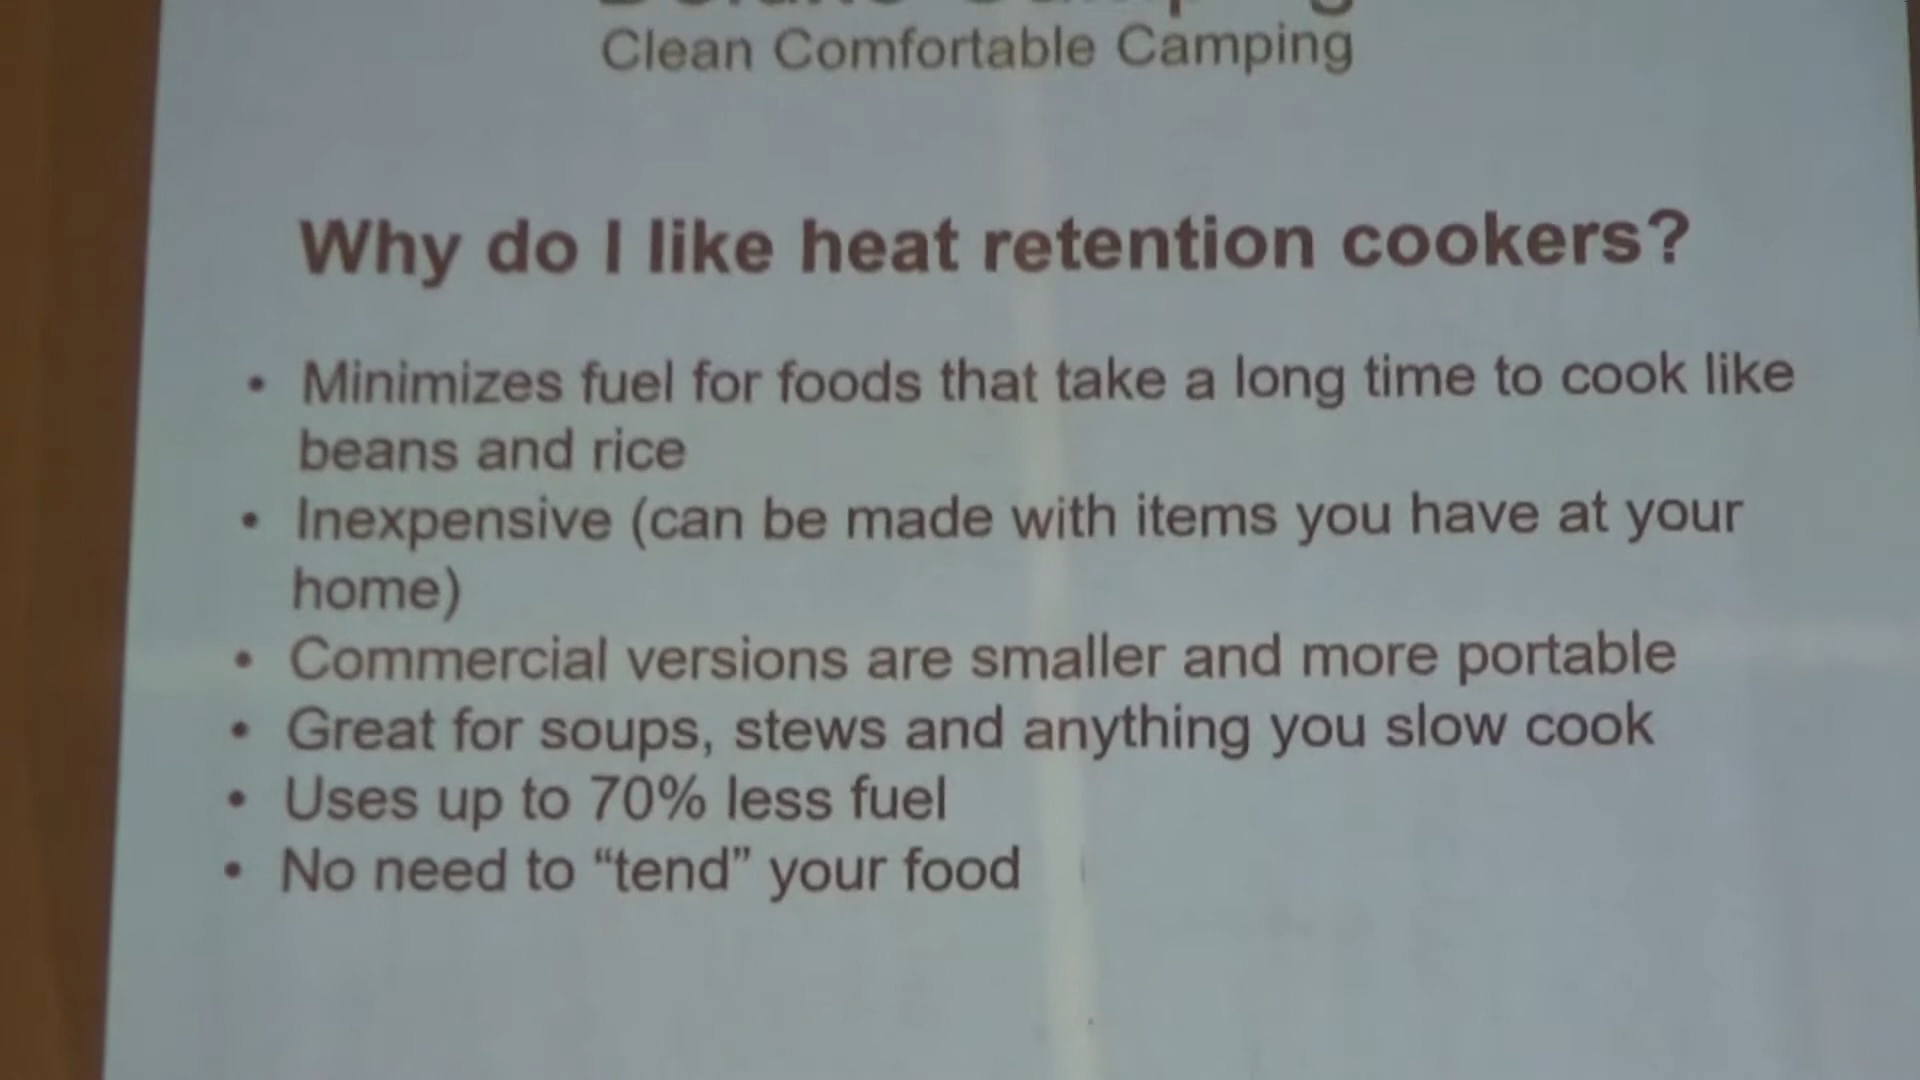 Clean Comfortable Camping
Why do I like heat retention cookers?
• Minimizes fuel for foods that take a long time to cook like
beans and rice
• Inexpensive (can be made with items you have at your
home)
• Commercial versions are smaller and more portable
• Great for soups, stews and anything you slow cook
• Uses up to 70% less fuel
• No need to “tend” your food